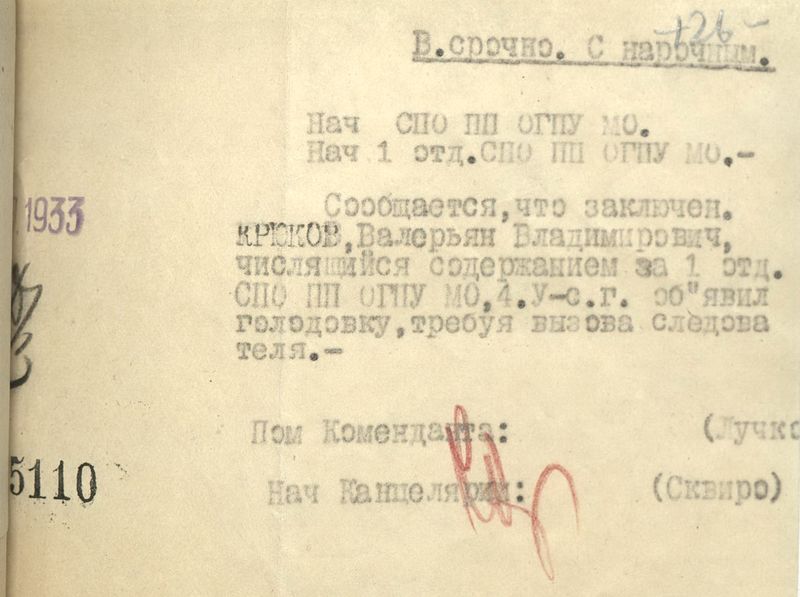 -126-
В.срочно. С нарочным.
Нач СПО ПП ОГПУ МО.
Нач 1 отд.СПО ПП ОГПУ МО.-
1933
Сообщается,что заключен.
КРЮКОВ,Валерьян Владимирович,
числящийся содержанием за 1 отд.
СПО ПП ОГПУ МО,4.У-с.г. об"явил
голодовку,требуя вызова следова
теля.-
Пом Коменданта: (Лучко
5110
Нач Канцелярии: (Сквиро)